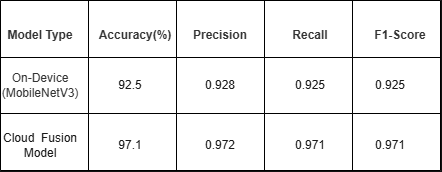 Model Type Accuracy(%) Precision Recall F1-Score
On-Device
(MobileNetV3) 92.5 0.928 0.925 0.925
Cloud Fusion
Model 97.1 0.972 0.971 0.971